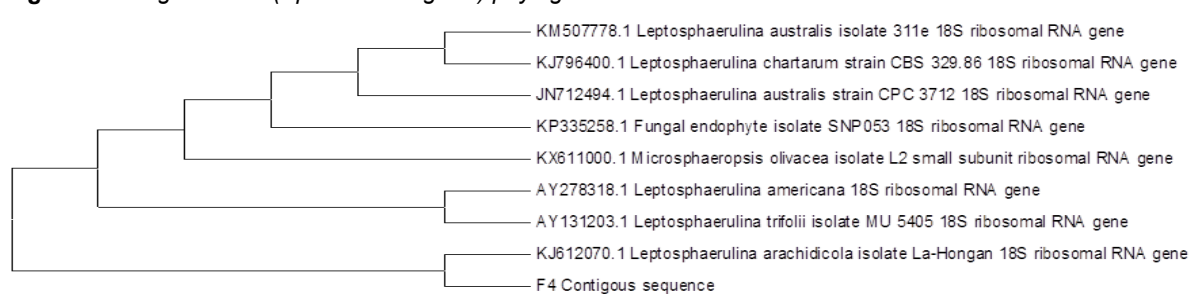 KM507778.1 Leptosphaerulina australis isolate 311e 18S ribosomal RNA gene
KJ796400.1 Leptosphaerulina chartarum strain CBS 329.86 18S ribosomal RNA gene
JN712494.1 Leptosphaerulina australis strain CPC 3712 18S ribosomal RNA gene
KP335258.1 Fungal endophyte isolate SNP053 18S ribosomal RNA gene
KX611000.1 Microsphaeropsis olivacea isolate L2 small subunit ribosomal RNA gene
AY278318.1 Leptosphaerulina americana 18S ribosomal RNA gene
AY131203.1 Leptosphaerulina trifolii isolate MU 5405 18S ribosomal RNA gene
KJ612070.1 Leptosphaerulina arachidicola isolate La-Hongan 18S ribosomal RNA gene
F4 Contigous sequence